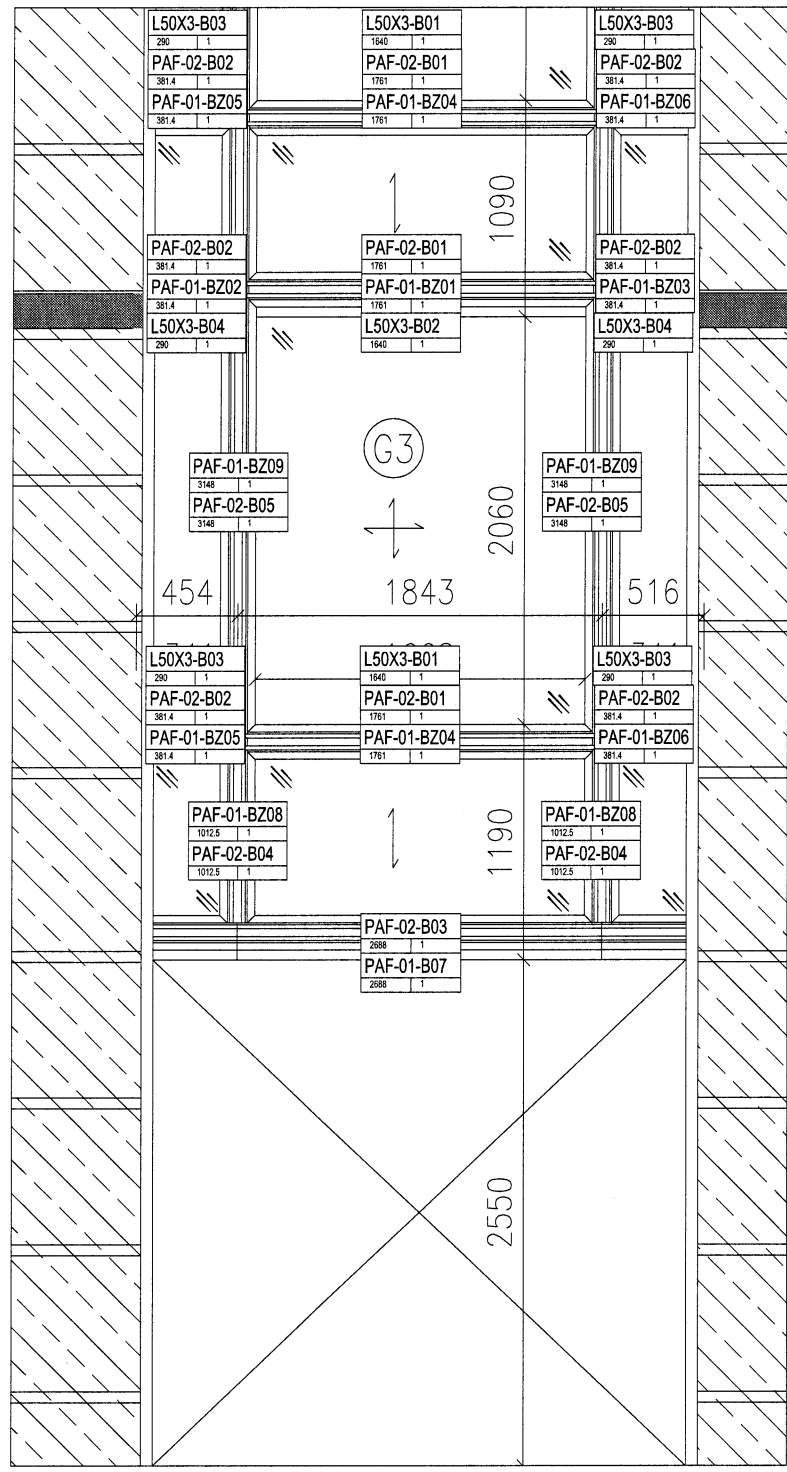 L50X3-B03
290 1
PAF-02-B02
381.4 1
PAF-01-BZ05
381.4 1
L50X3-B01
1640 1
PAF-02-B01
1761 1
PAF-01-BZ04
1761 1
L50X3-B03
290 1
PAF-02-B02
381.4 1
PAF-01-BZ06
381.4 1
1090
PAF-02-B02
381.4 1
PAF-01-BZ02
381.4 1
L50X3-B04
290 1
PAF-02-B01
1761 1
PAF-01-BZ01
1761 1
L50X3-B02
1640 1
PAF-02-B02
381.4 1
PAF-01-BZ03
381.4 1
L50X3-B04
290 1
G3
PAF-01-BZ09
3148 1
PAF-02-B05
3148 1
2060
PAF-01-BZ09
3148 1
PAF-02-B05
3148 1
454 1843 516
L50X3-B03
290 1
PAF-02-B02
381.4 1
PAF-01-BZ05
381.4 1
L50X3-B01
1640 1
PAF-02-B01
1761 1
PAF-01-BZ04
1761 1
L50X3-B03
290 1
PAF-02-B02
381.4 1
PAF-01-BZ06
381.4 1
PAF-01-BZ08
1012.5 1
PAF-02-B04
1012.5 1
1190
PAF-01-BZ08
1012.5 1
PAF-02-B04
1012.5 1
PAF-02-B03
2688 1
PAF-01-B07
2688 1
2550